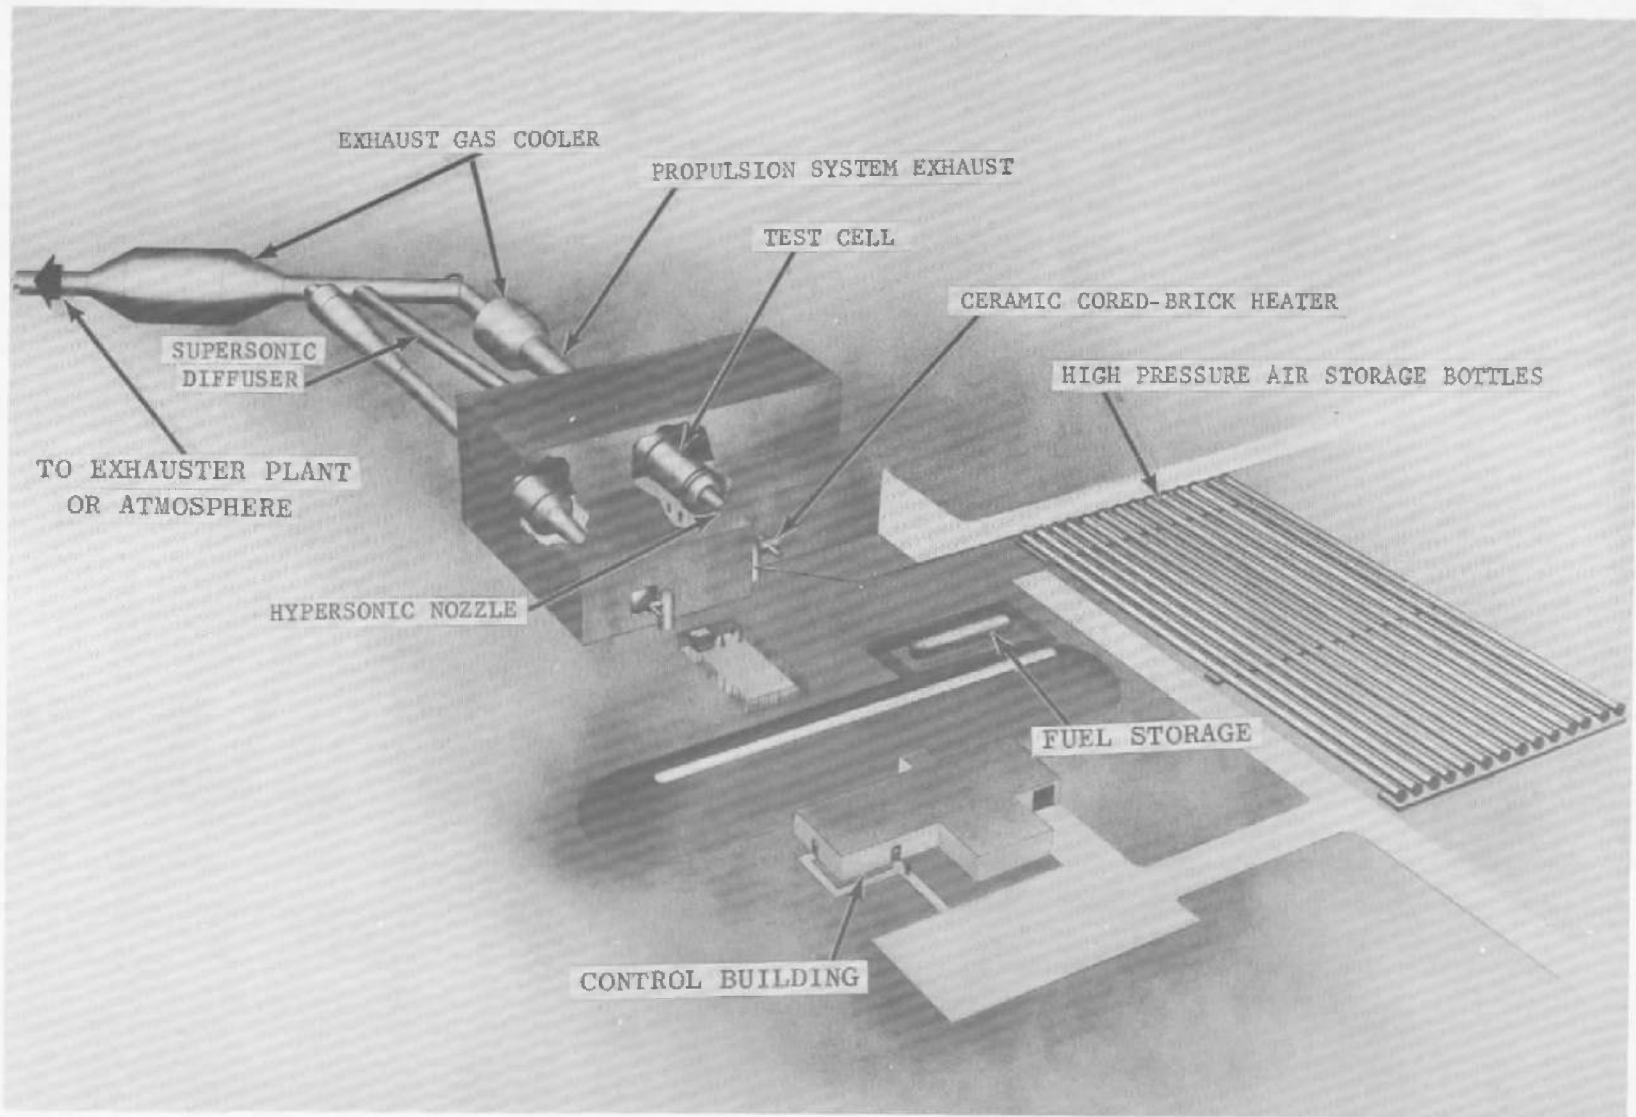 EXHAUST GAS COOLER
PROPULSION SYSTEM EXHAUST
TEST CELL
CERAMIC CORED-BRICK HEATER
SUPERSONIC
DIFFUSER
HIGH PRESSURE AIR STORAGE BOTTLES
TO EXHAUSTER PLANT
OR ATMOSPHERE
HYPERSONIC NOZZLE
FUEL STORAGE
CONTROL BUILDING